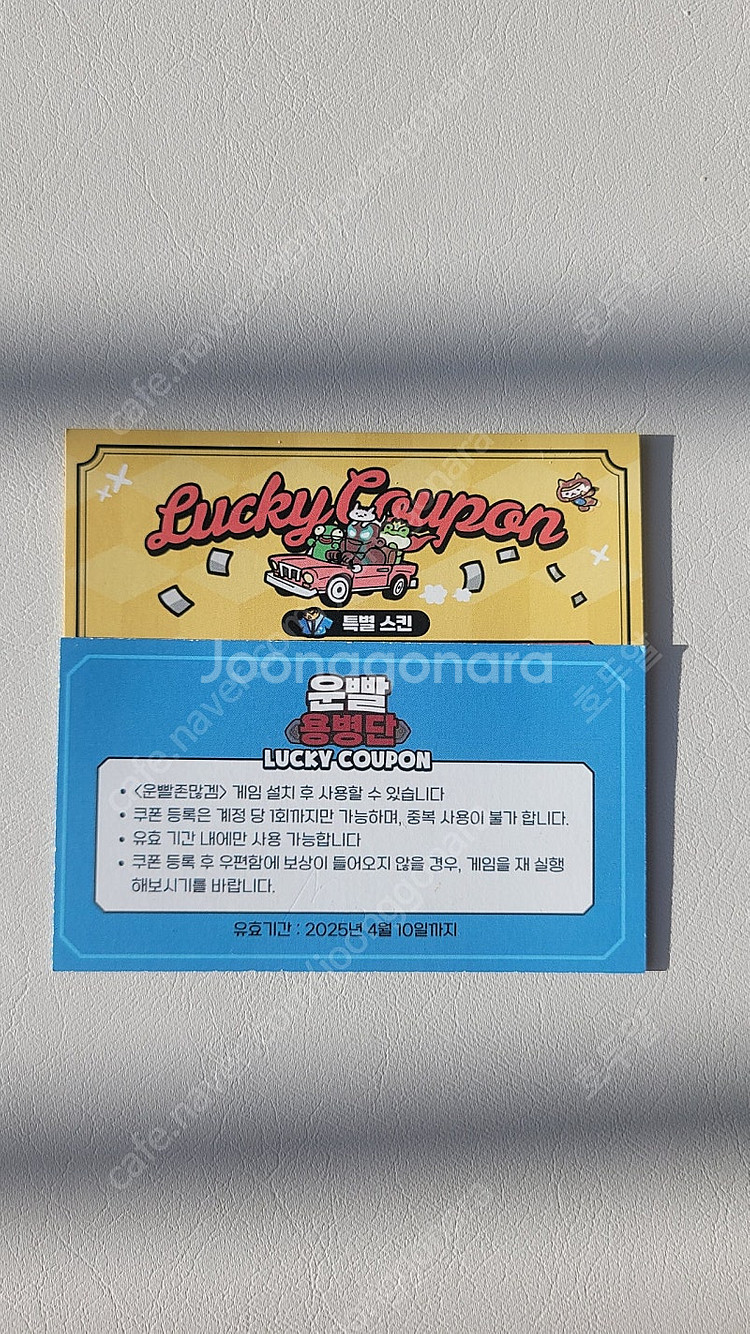 Lucky Coupon
특별 스킨
Joonggonara
운빨
용병단
LUCKY COUPON
• <운빨존많겜> 게임 설치 후 사용할 수 있습니다
• 쿠폰 등록은 계정 당 1회까지만 가능하며, 중복 사용이 불가 합니다.
• 유효 기간 내에만 사용 가능합니다
• 쿠폰 등록 후 우편함에 보상이 들어오지 않을 경우, 게임을 재 실행
해보시기를 바랍니다.
유효기간 : 2025년 4월 10일까지
cafe.naver.com/joonggonara